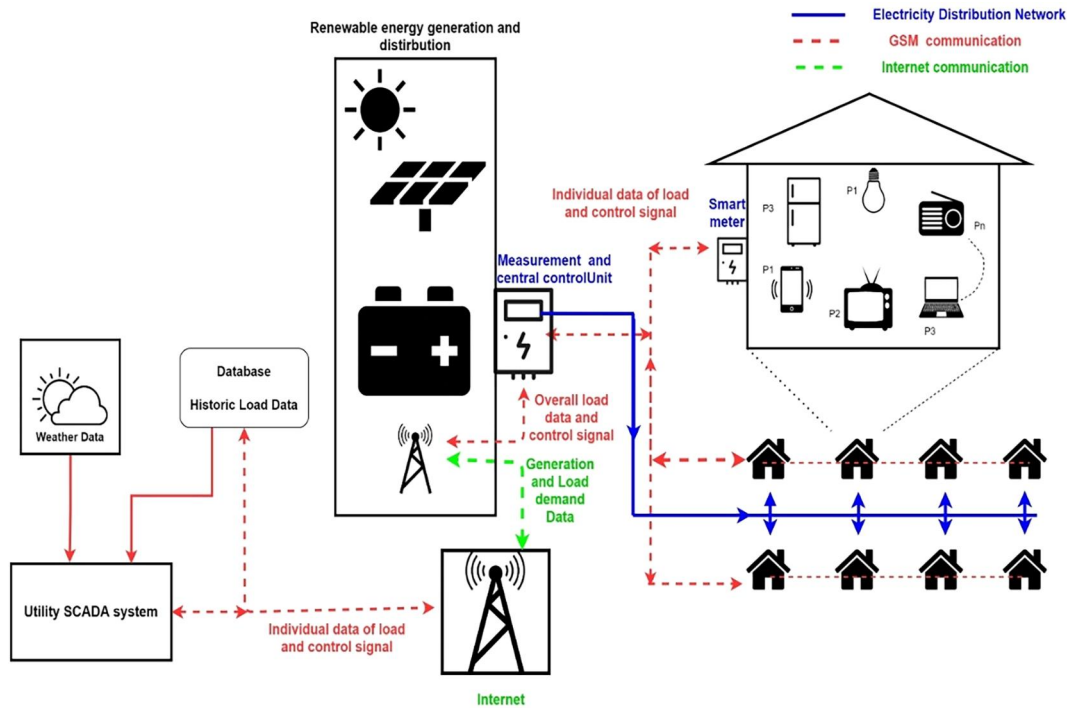 Renewable energy generation and
distirbution
Electricity Distribution Network
GSM communication
Internet communication
Individual data of load
and control signal
Smart
meter
P3
P1
Pn
P1
P2
P3
Measurement and
central controlUnit
Weather Data
Database
Historic Load Data
Overall load
data and
control signal
Generation
and Load
demand
Data
Utility SCADA system
Individual data of load
and control signal
Internet